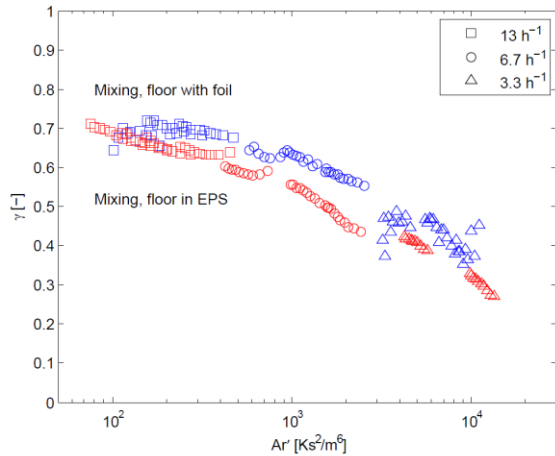 1
0.9
0.8
0.7
0.6
0.5
0.4
0.3
0.2
0.1
0
γ [−]
Mixing, floor with foil
Mixing, floor in EPS
13 h⁻¹
6.7 h⁻¹
3.3 h⁻¹
10²
10³
10⁴
Ar' [Ks²/m⁶]